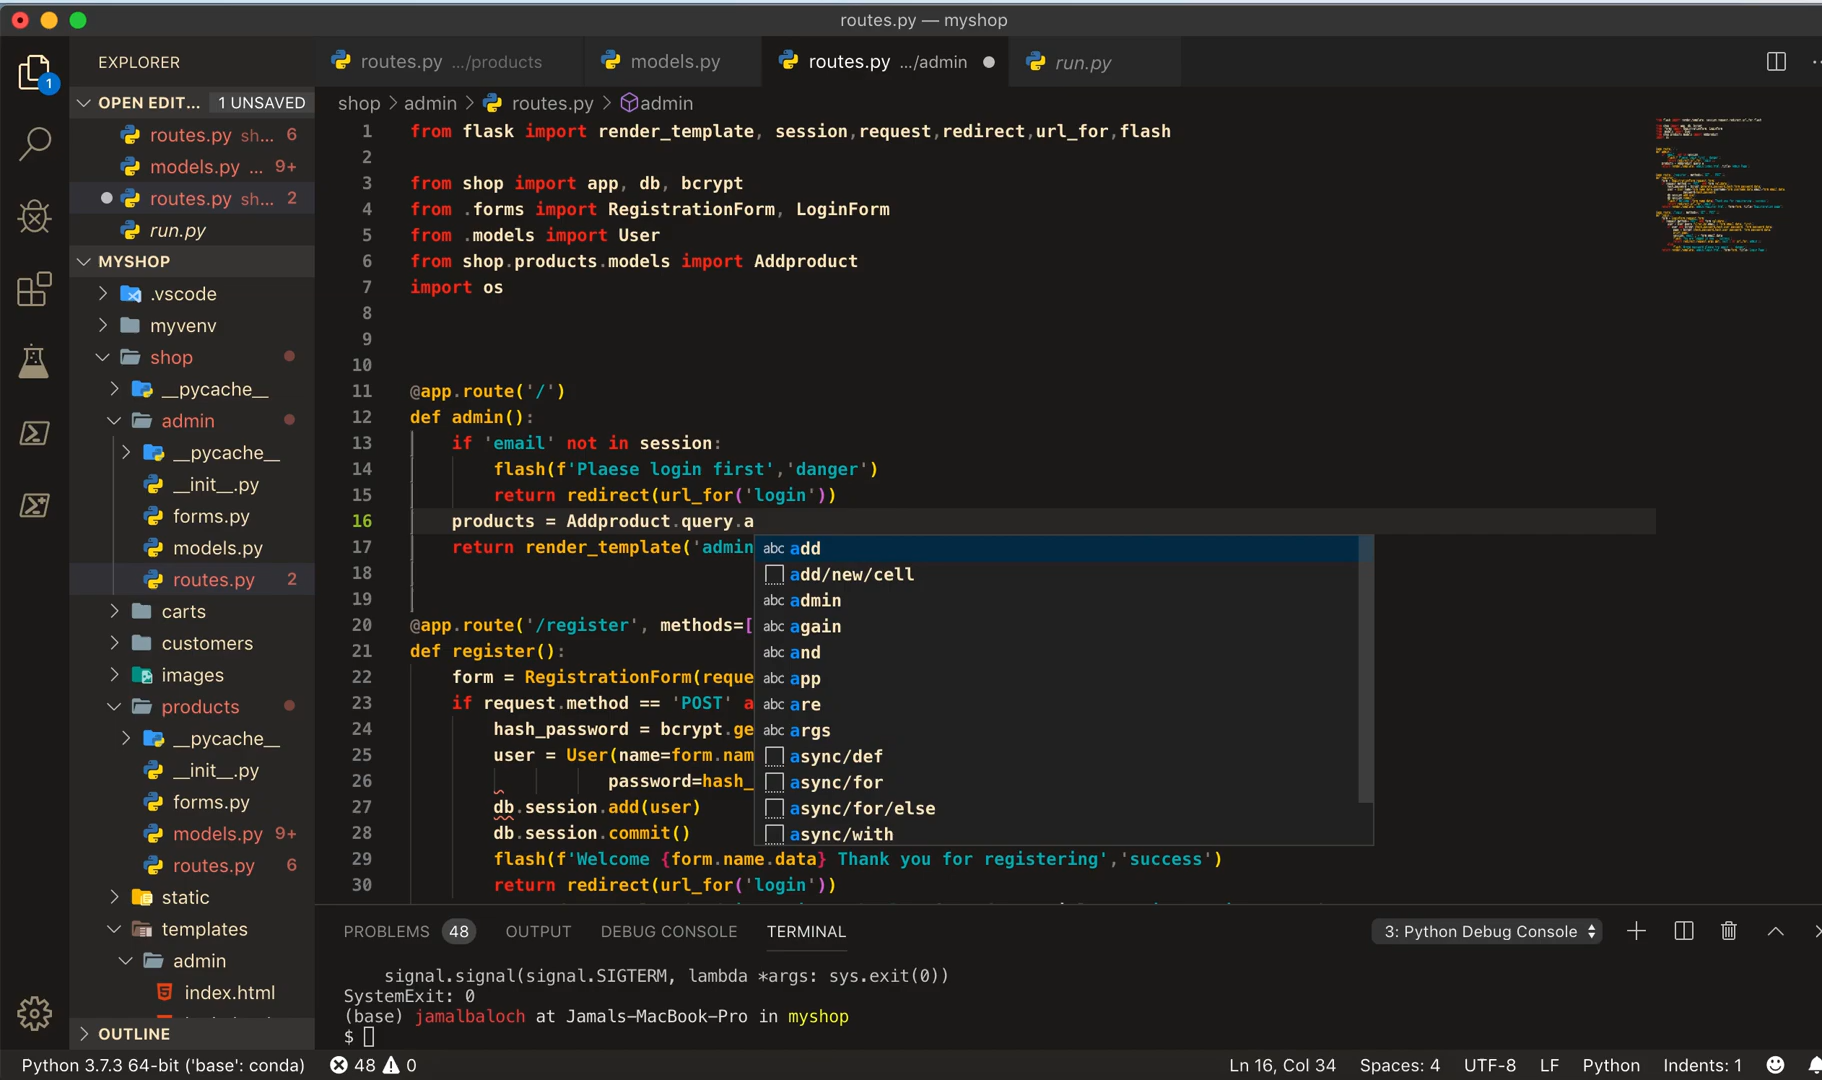 routes.py — myshop
EXPLORER
routes.py .../products
models.py
routes.py .../admin
run.py
1
OPEN EDIT... 1 UNSAVED
routes.py sh... 6
models.py ... 9+
routes.py sh... 2
run.py
MYSHOP
.vscode
myvenv
shop
__pycache__
admin
__pycache__
__init__.py
forms.py
models.py
routes.py 2
carts
customers
images
products
__pycache__
__init__.py
forms.py
models.py 9+
routes.py 6
static
templates
admin
index.html
OUTLINE
shop > admin > routes.py > admin
1 from flask import render_template, session,request,redirect,url_for,flash
2
3 from shop import app, db, bcrypt
4 from .forms import RegistrationForm, LoginForm
5 from .models import User
6 from shop.products.models import Addproduct
7 import os
8
9
10
11 @app.route('/')
12 def admin():
13 if 'email' not in session:
14 flash(f'Plaese login first','danger')
15 return redirect(url_for('login'))
16 products = Addproduct.query.a
17 return render_template('admin
18
19
20 @app.route('/register', methods=[
21 def register():
22 form = RegistrationForm(reque
23 if request.method == 'POST' a
24 hash_password = bcrypt.ge
25 user = User(name=form.nam
26 password=hash_
27 db.session.add(user)
28 db.session.commit()
29 flash(f'Welcome {form.name.data} Thank you for registering','success')
30 return redirect(url_for('login'))
abc add
add/new/cell
abc admin
abc again
abc and
abc app
abc are
abc args
async/def
async/for
async/for/else
async/with
PROBLEMS 48 OUTPUT DEBUG CONSOLE TERMINAL
3: Python Debug Console
signal.signal(signal.SIGTERM, lambda *args: sys.exit(0))
SystemExit: 0
(base) jamalbaloch at Jamals-MacBook-Pro in myshop
$
Python 3.7.3 64-bit ('base': conda) 48 0
Ln 16, Col 34 Spaces: 4 UTF-8 LF Python Indents: 1